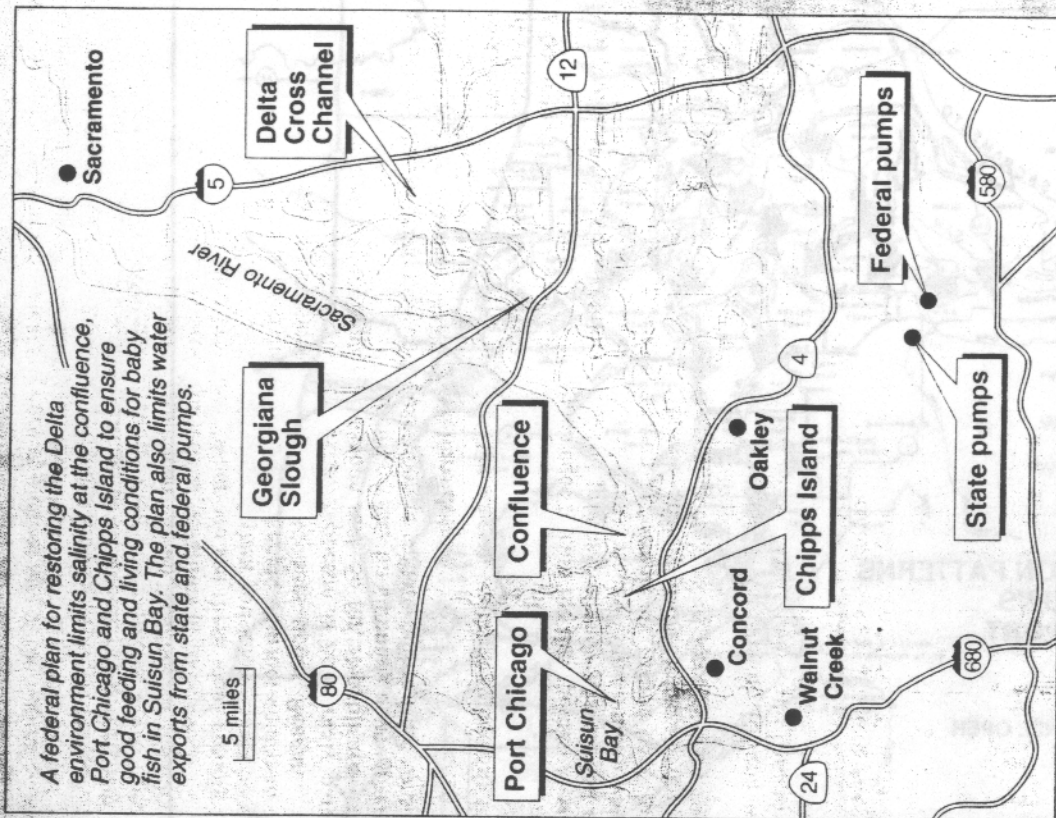 A federal plan for restoring the Delta
environment limits salinity at the confluence,
Port Chicago and Chipps Island to ensure
good feeding and living conditions for baby
fish in Suisun Bay. The plan also limits water
exports from state and federal pumps.
5 miles
Sacramento
5
80
Sacramento River
Delta
Cross
Channel
Georgiana
Slough
12
Port Chicago
Confluence
Suisun
Bay
Concord
Walnut
Creek
Chipps Island
Oakley
4
24
680
State pumps
Federal pumps
580
N PATTERNS
OPEN